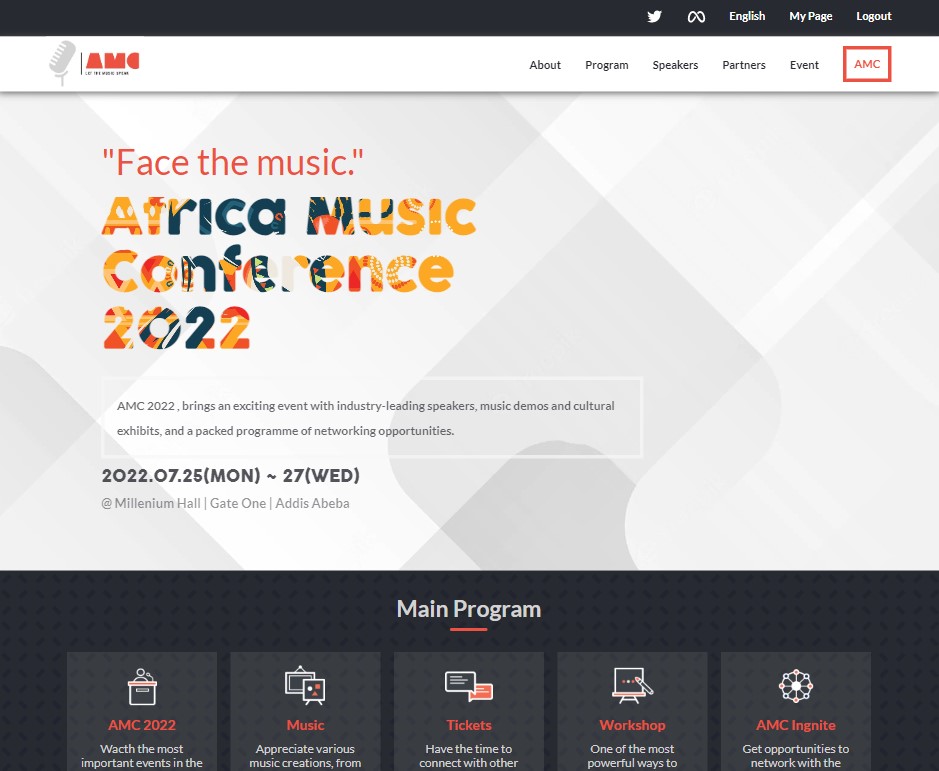 English My Page Logout
AMC
LET THE MUSIC SPEAK
About Program Speakers Partners Event AMC
"Face the music."
Africa Music
Conference
2022
AMC 2022 , brings an exciting event with industry-leading speakers, music demos and cultural
exhibits, and a packed programme of networking opportunities.
2022.07.25(MON) ~ 27(WED)
@ Millenium Hall | Gate One | Addis Abeba
Main Program
AMC 2022
Wacth the most
important events in the
Music
Appreciate various
music creations, from
Tickets
Have the time to
connect with other
Workshop
One of the most
powerful ways to
AMC Ingnite
Get opportunities to
network with the